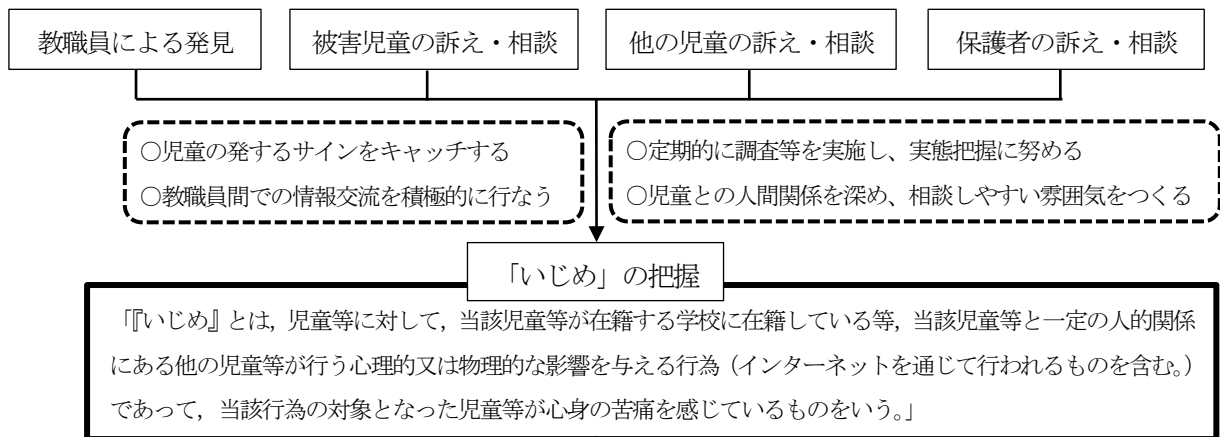 教職員による発見
被害児童の訴え・相談
他の児童の訴え・相談
保護者の訴え・相談
○児童の発するサインをキャッチする
○教職員間での情報交流を積極的に行なう
○定期的に調査等を実施し、実態把握に努める
○児童との人間関係を深め、相談しやすい雰囲気をつくる
「いじめ」の把握
「『いじめ』とは，児童等に対して，当該児童等が在籍する学校に在籍している等，当該児童等と一定の人的関係
にある他の児童等が行う心理的又は物理的な影響を与える行為（インターネットを通じて行われるものを含む。）
であって，当該行為の対象となった児童等が心身の苦痛を感じているものをいう。」